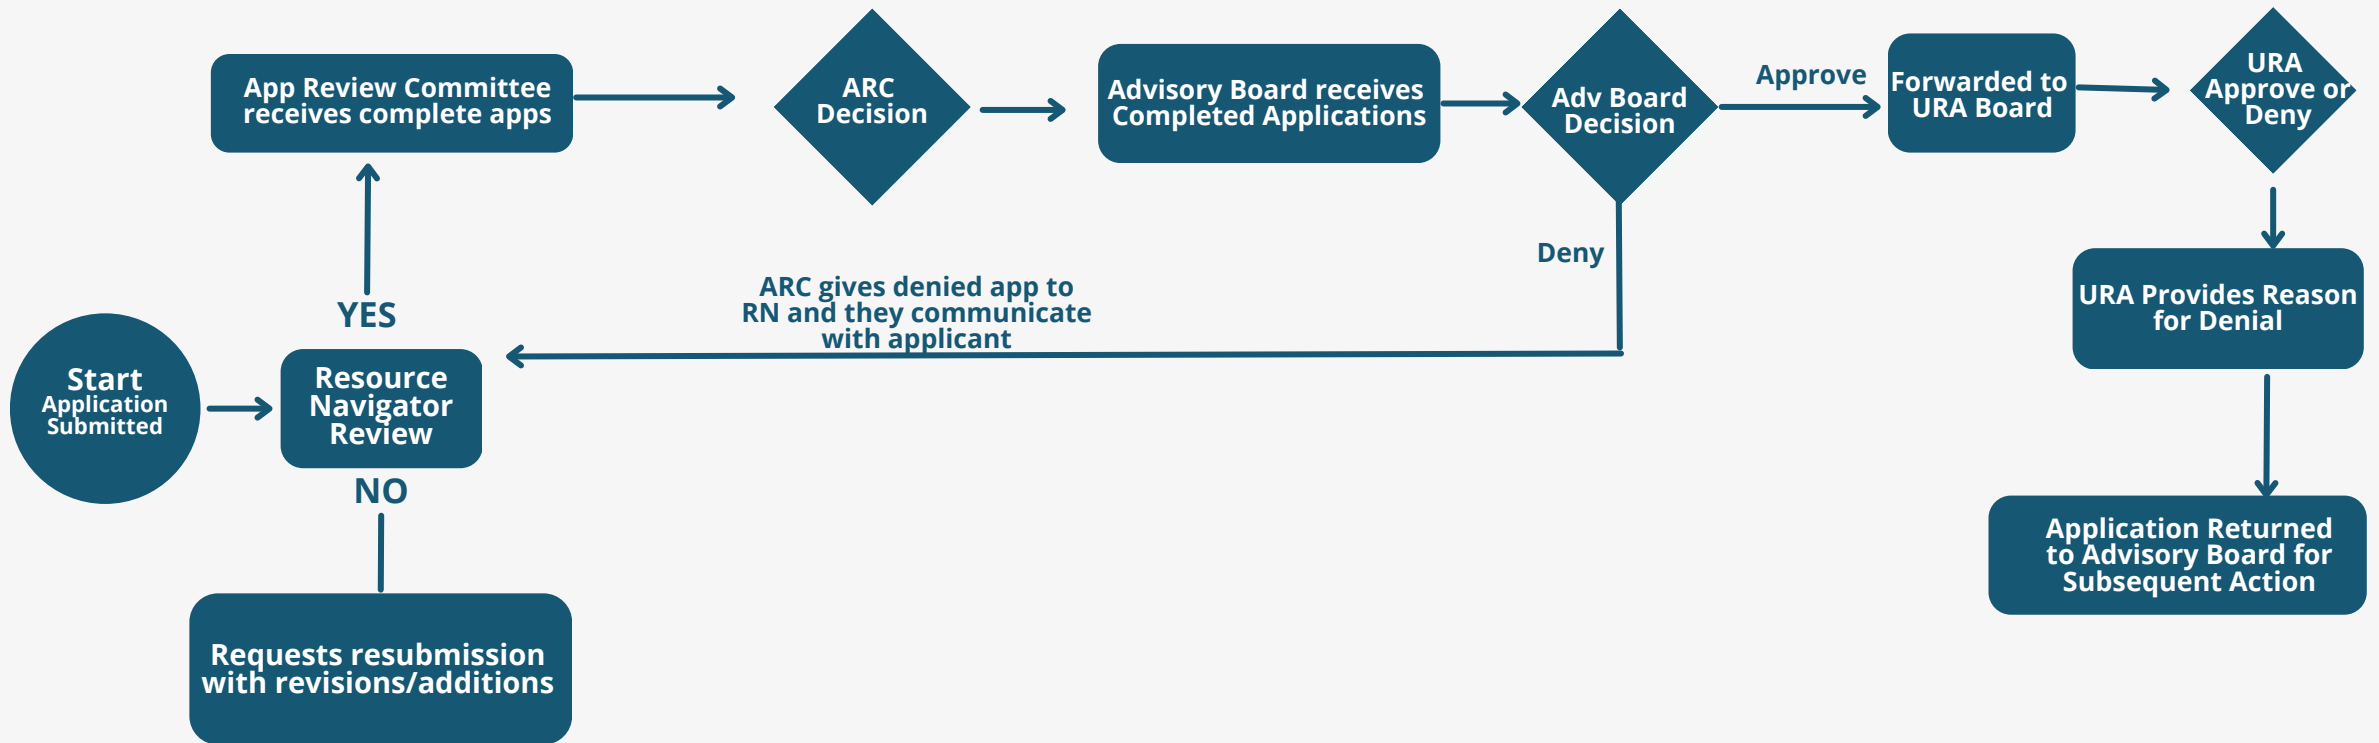 App Review Committee
receives complete apps
ARC
Decision
Advisory Board receives
Completed Applications
Adv Board
Decision
Approve
Forwarded to
URA Board
URA
Approve or
Deny
Deny
ARC gives denied app to
RN and they communicate
with applicant
URA Provides Reason
for Denial
YES
Start
Application
Submitted
Resource
Navigator
Review
NO
Application Returned
to Advisory Board for
Subsequent Action
Requests resubmission
with revisions/additions